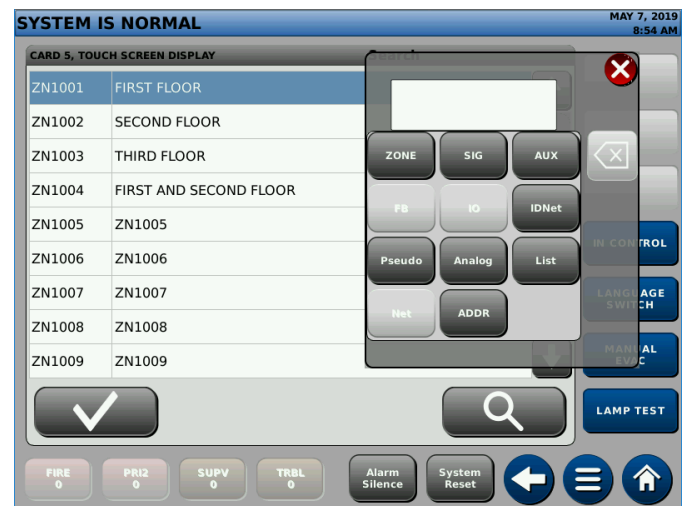 SYSTEM IS NORMAL
MAY 7, 2019
8:54 AM
CARD 5, TOUCH SCREEN DISPLAY
Search
ZN1001 FIRST FLOOR
ZN1002 SECOND FLOOR
ZN1003 THIRD FLOOR
ZN1004 FIRST AND SECOND FLOOR
ZN1005 ZN1005
ZN1006 ZN1006
ZN1007 ZN1007
ZN1008 ZN1008
ZN1009 ZN1009
ZONE SIG AUX
FB IO IDNet
Pseudo Analog List
Net ADDR
IN CONTROL
LANGUAGE
SWITCH
MANUAL
EVAC
LAMP TEST
FIRE
0
PRI2
0
SUPV
0
TRBL
0
Alarm
Silence
System
Reset